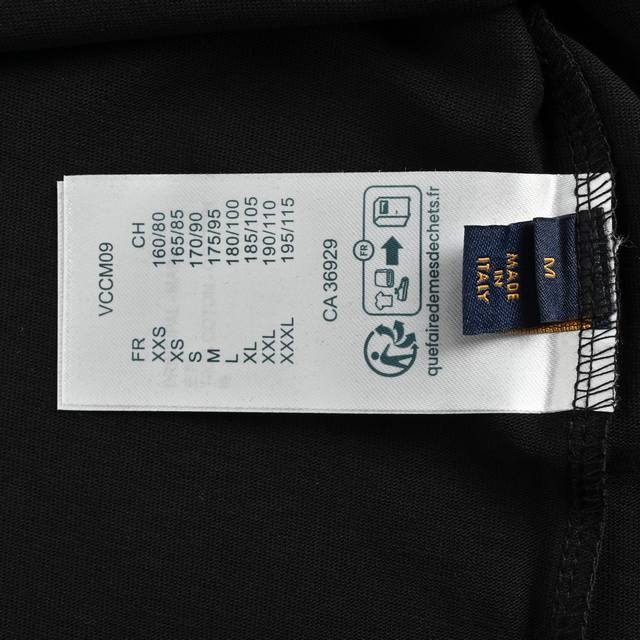 VCCM09
FR CH
XXS 160/80
XS 165/85
S 170/90
M 175/95
L 180/100
XL 185/105
XXL 190/110
XXXL 195/115
CA 36929
FR
quefairedemesdechets.fr
M
MADE
IN
ITALY